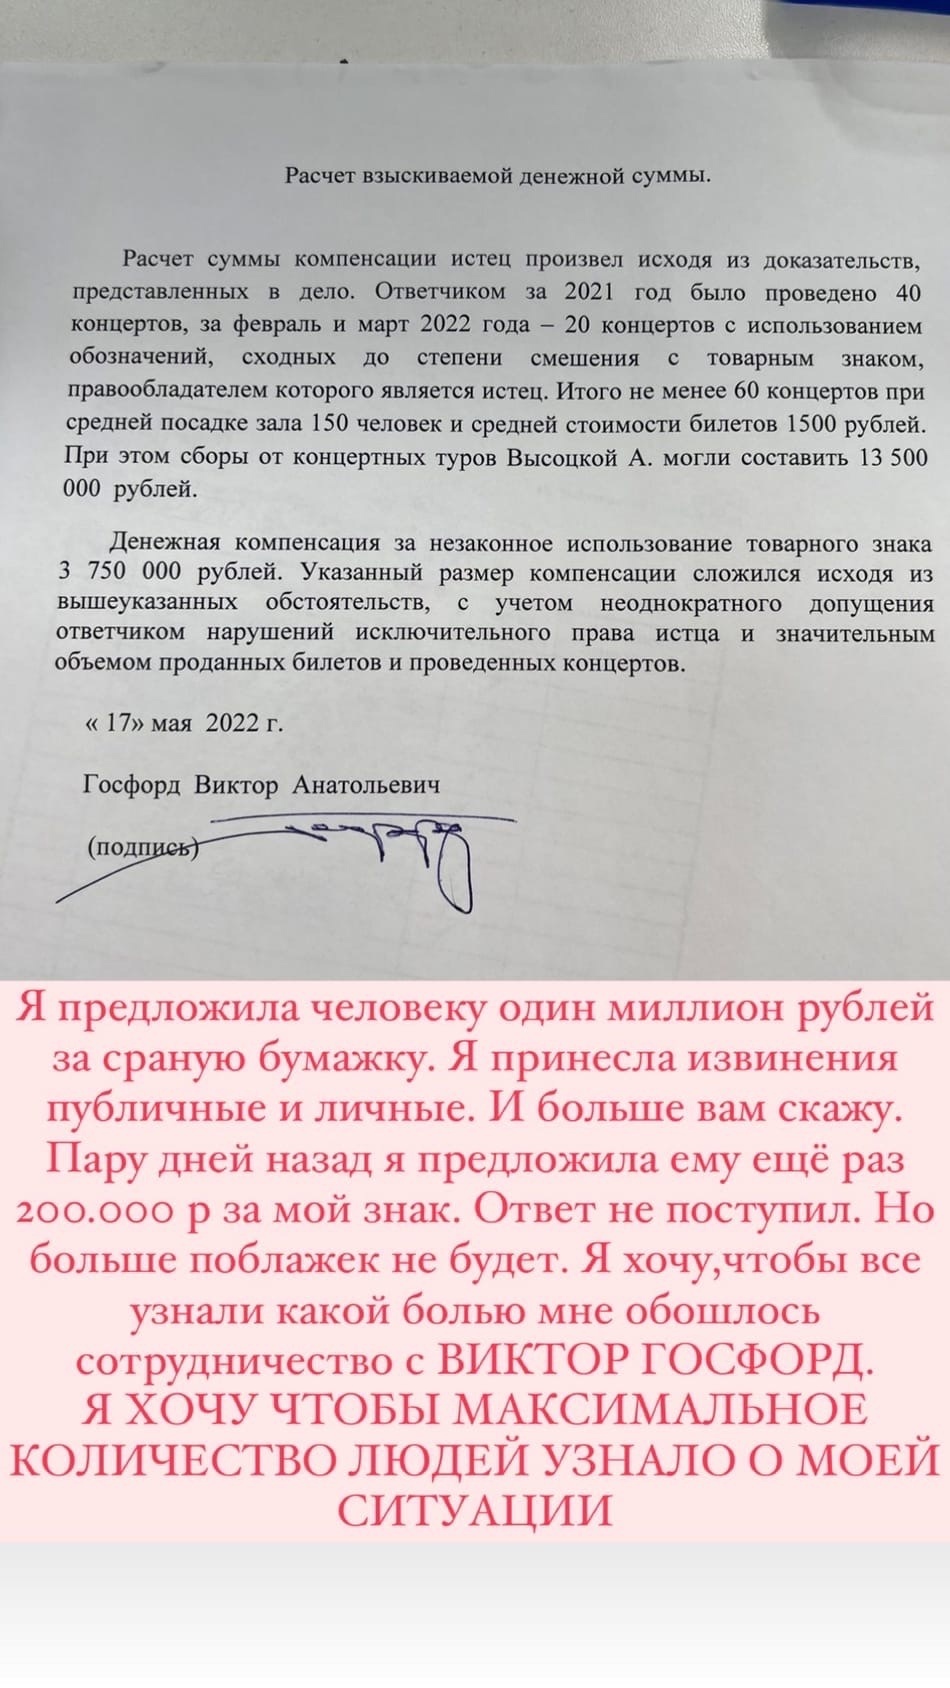 Расчет взыскиваемой денежной суммы.
Расчет суммы компенсации истец произвел исходя из доказательств,
представленных в дело. Ответчиком за 2021 год было проведено 40
концертов, за февраль и март 2022 года – 20 концертов с использованием
обозначений, сходных до степени смешения с товарным знаком,
правообладателем которого является истец. Итого не менее 60 концертов при
средней посадке зала 150 человек и средней стоимости билетов 1500 рублей.
При этом сборы от концертных туров Высоцкой А. могли составить 13 500
000 рублей.
Денежная компенсация за незаконное использование товарного знака
3 750 000 рублей. Указанный размер компенсации сложился исходя из
вышеуказанных обстоятельств, с учетом неоднократного допущения
ответчиком нарушений исключительного права истца и значительным
объемом проданных билетов и проведенных концертов.
« 17» мая 2022 г.
Госфорд Виктор Анатольевич
(подпись)
Я предложила человеку один миллион рублей
за сраную бумажку. Я принесла извинения
публичные и личные. И больше вам скажу.
Пару дней назад я предложила ему ещё раз
200.000 р за мой знак. Ответ не поступил. Но
больше поблажек не будет. Я хочу,чтобы все
узнали какой болью мне обошлось
сотрудничество с ВИКТОР ГОСФОРД.
Я ХОЧУ ЧТОБЫ МАКСИМАЛЬНОЕ
КОЛИЧЕСТВО ЛЮДЕЙ УЗНАЛО О МОЕЙ
СИТУАЦИИ